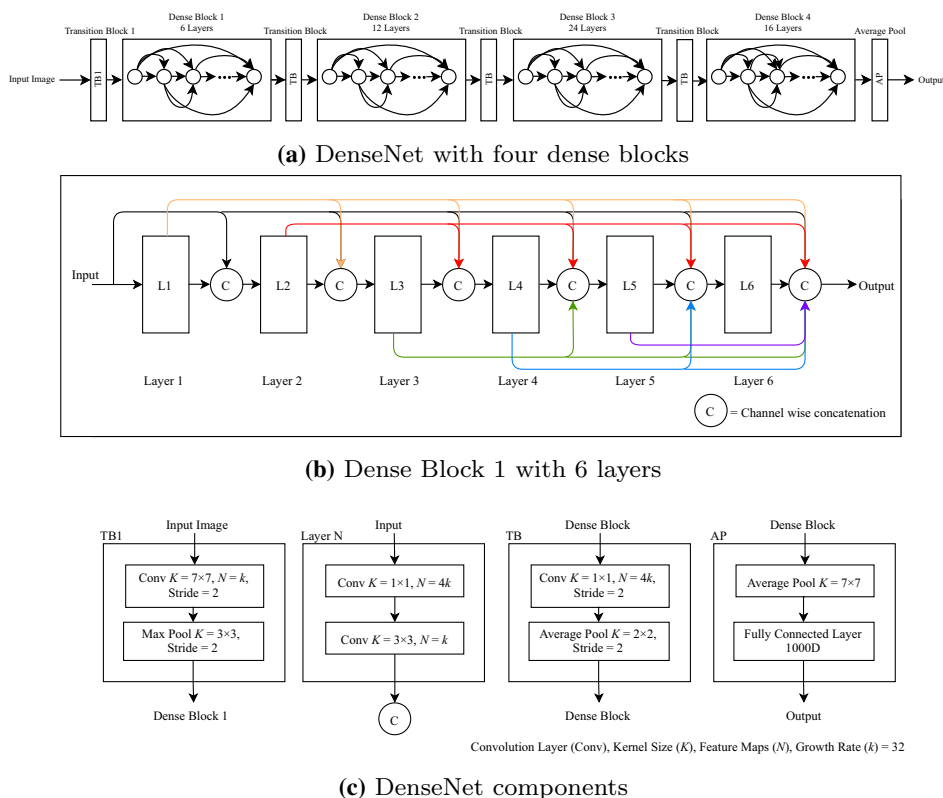 Dense Block 1
6 Layers
Dense Block 2
12 Layers
Dense Block 3
24 Layers
Dense Block 4
16 Layers
Transition Block 1
Transition Block
Transition Block
Transition Block
Average Pool
Input Image
TB1
TB
TB
TB
AP
Output
(a) DenseNet with four dense blocks
Input
L1
C
L2
C
L3
C
L4
C
L5
C
L6
C
Output
Layer 1
Layer 2
Layer 3
Layer 4
Layer 5
Layer 6
C = Channel wise concatenation
(b) Dense Block 1 with 6 layers
Input Image
TB1
Conv K = 7×7, N = k,
Stride = 2
Max Pool K = 3×3,
Stride = 2
Dense Block 1
Input
Layer N
Conv K = 1×1, N = 4k
Conv K = 3×3, N = k
C
Dense Block
TB
Conv K = 1×1, N = 4k,
Stride = 2
Average Pool K = 2×2,
Stride = 2
Dense Block
Dense Block
AP
Average Pool K = 7×7
Fully Connected Layer
1000D
Output
Convolution Layer (Conv), Kernel Size (K), Feature Maps (N), Growth Rate (k) = 32
(c) DenseNet components